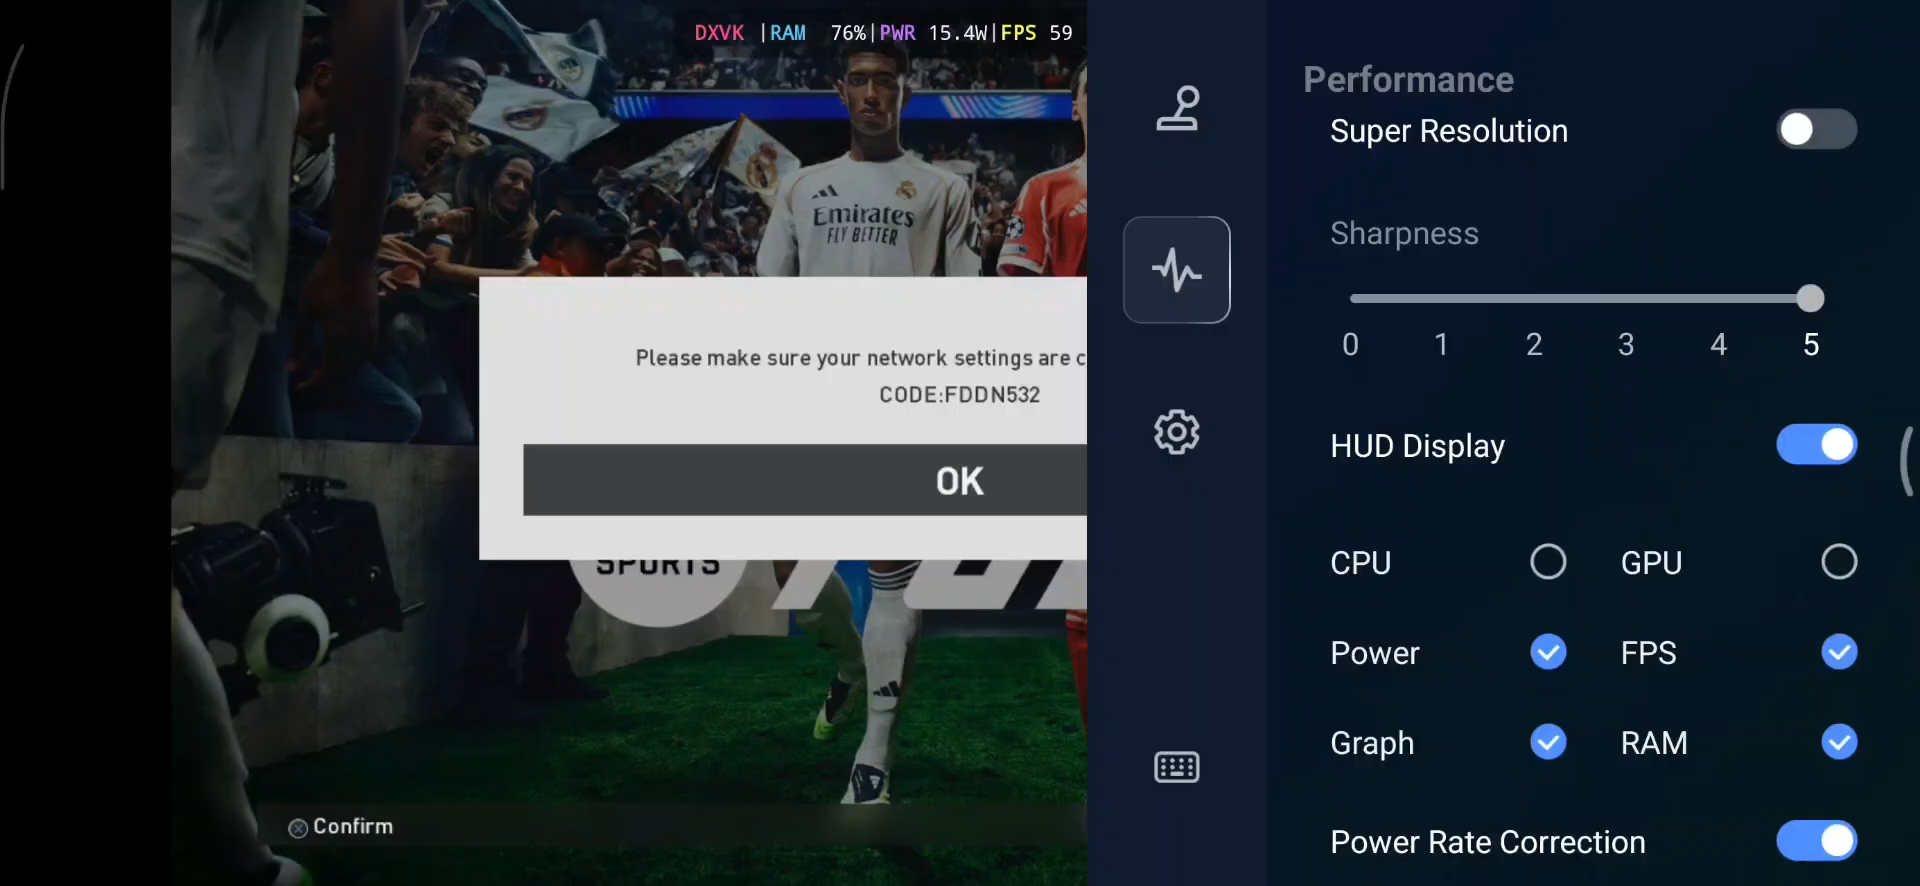 DXVK |RAM 76%|PWR 15.4W|FPS 59
Emirates
FLY BETTER
Please make sure your network settings are c
CODE:FDDN532
OK
SPORTS
Confirm
Performance
Super Resolution
Sharpness
0 1 2 3 4 5
HUD Display
CPU GPU
Power FPS
Graph RAM
Power Rate Correction